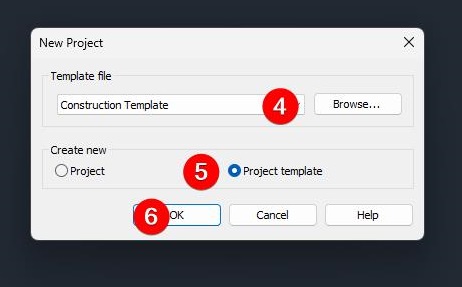 New Project
Template file
Construction Template 4 Browse...
Create new
Project 5 Project template
6 OK Cancel Help